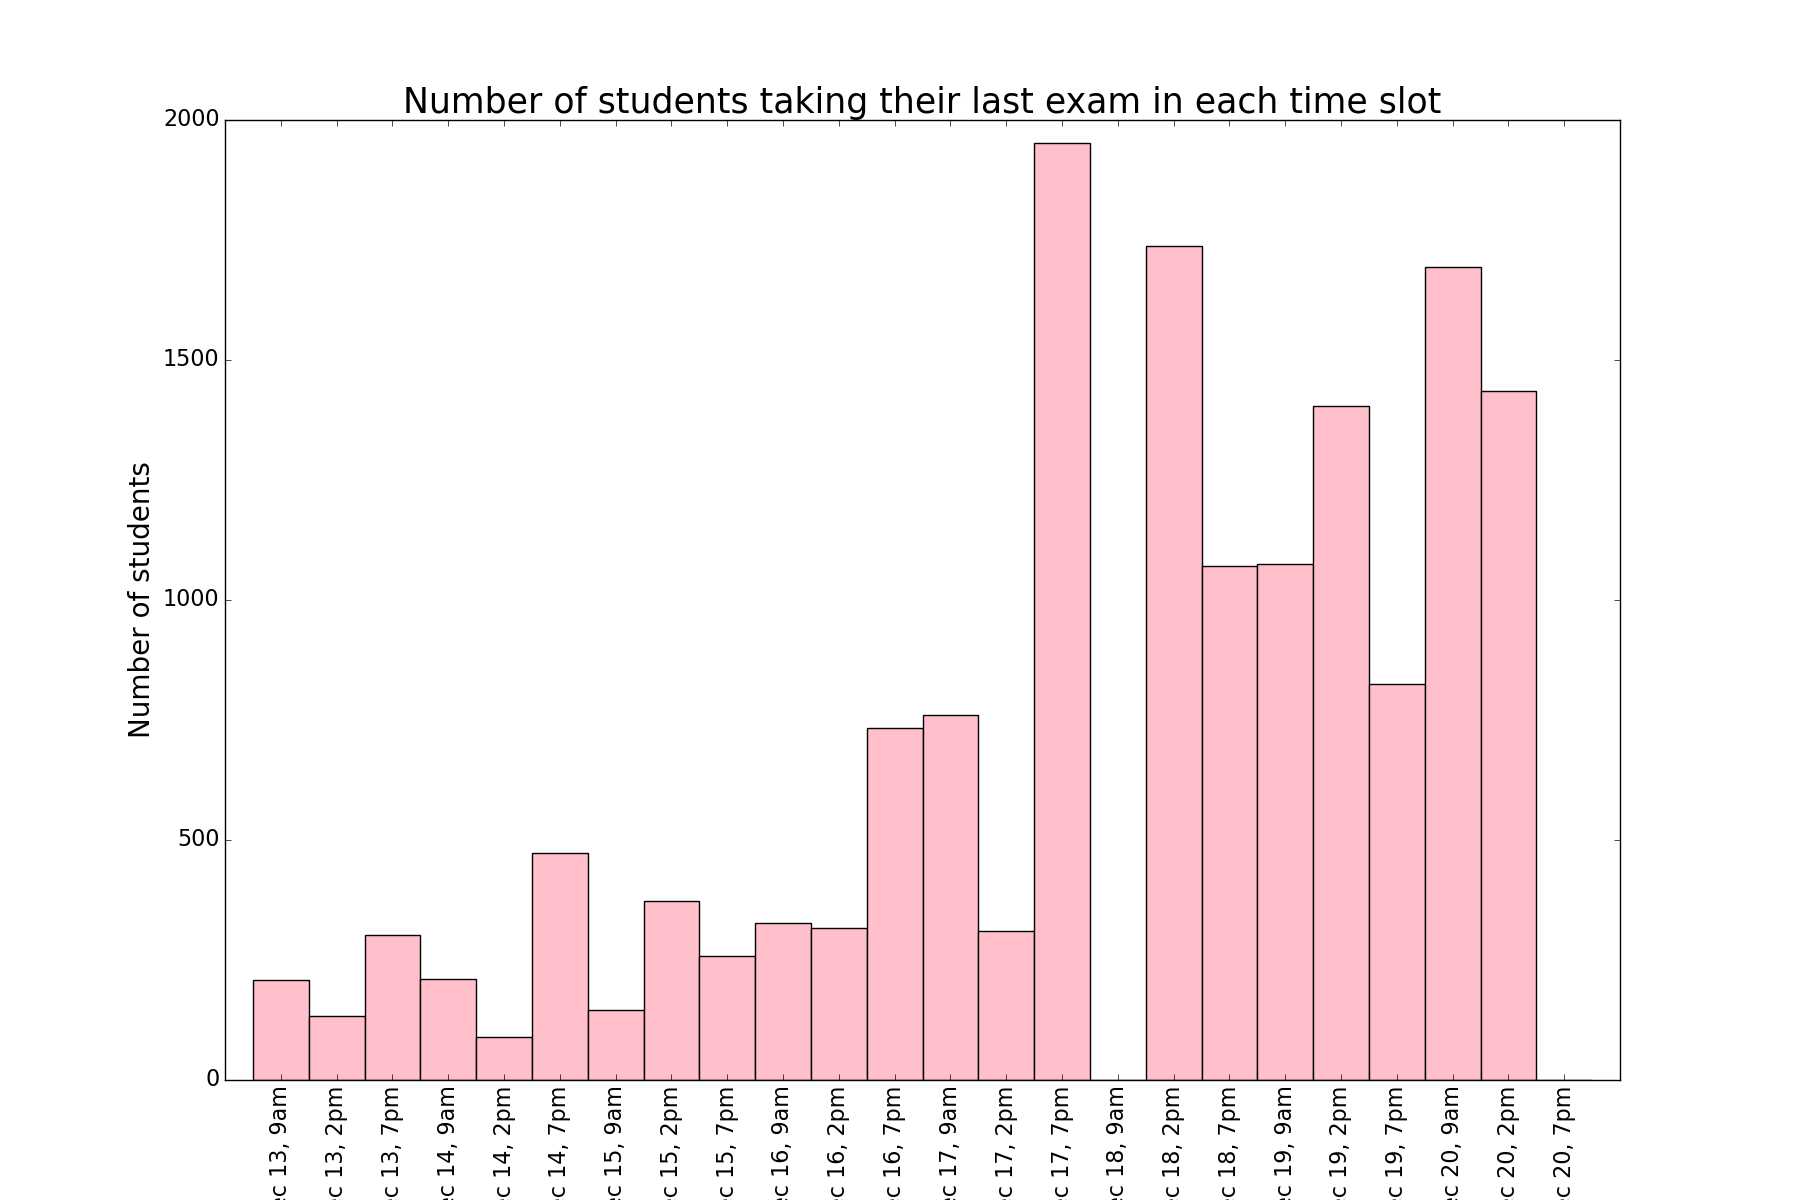 Number of students taking their last exam in each time slot
Number of students
2000
1500
1000
500
0
c 13, 9am
c 13, 2pm
c 13, 7pm
c 14, 9am
c 14, 2pm
c 14, 7pm
c 15, 9am
c 15, 2pm
c 15, 7pm
c 16, 9am
c 16, 2pm
c 16, 7pm
c 17, 9am
c 17, 2pm
c 17, 7pm
c 18, 9am
c 18, 2pm
c 18, 7pm
c 19, 9am
c 19, 2pm
c 19, 7pm
c 20, 9am
c 20, 2pm
c 20, 7pm